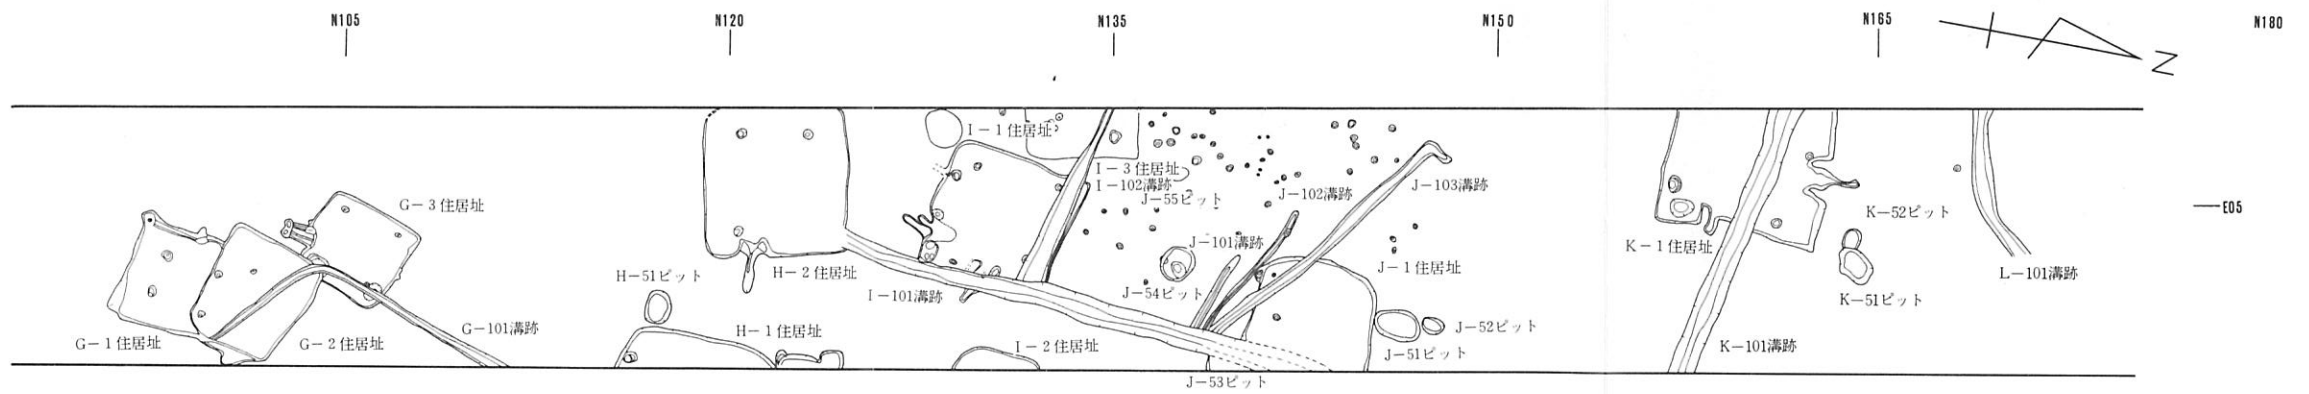 N105
N120
N135
N150
N165
N180
Z
E05
I-1住居址
I-3住居址
I-102溝跡
J-55ピット
J-102溝跡
J-103溝跡
G-3住居址
K-52ピット
K-1住居址
J-101溝跡
H-51ピット
H-2住居址
J-1住居址
L-101溝跡
I-101溝跡
J-54ピット
K-51ピット
G-101溝跡
H-1住居址
J-52ピット
G-1住居址
G-2住居址
I-2住居址
J-51ピット
K-101溝跡
J-53ピット